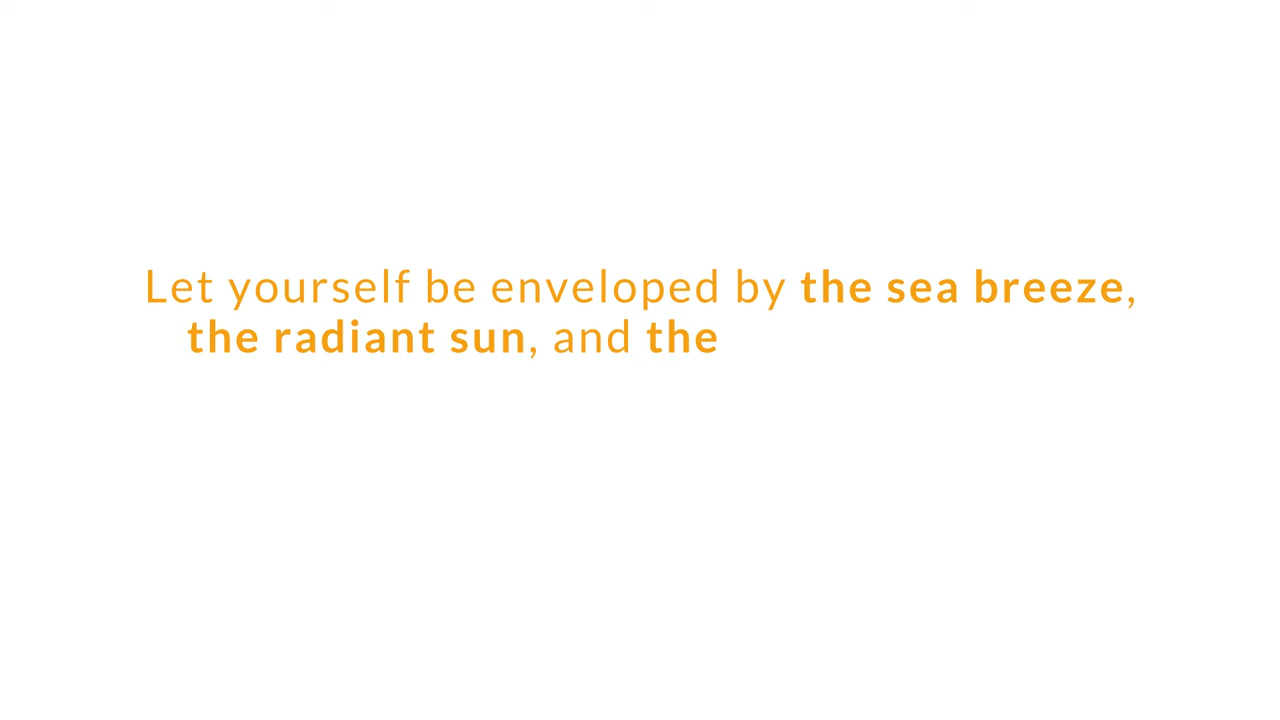 Let yourself be enveloped by the sea breeze,
the radiant sun, and the